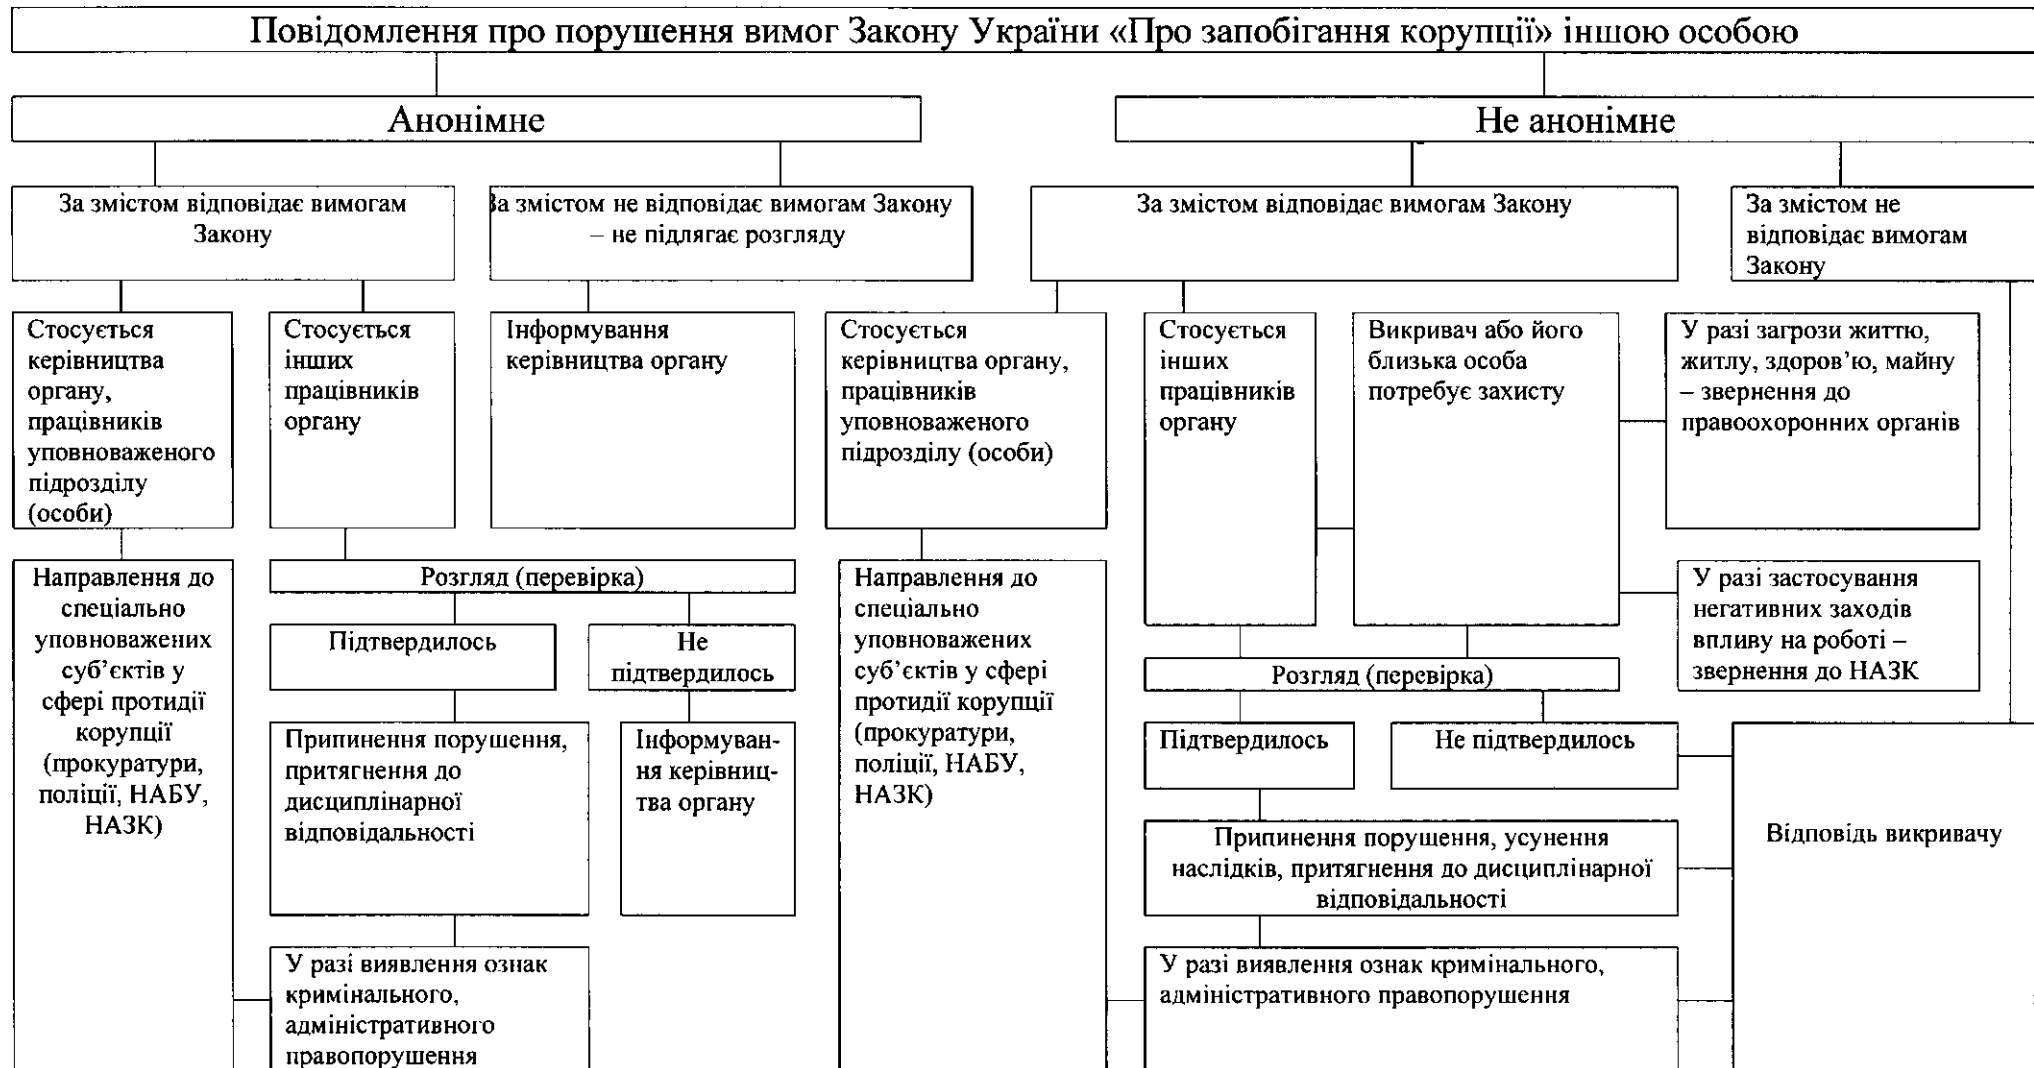 Повідомлення про порушення вимог Закону України «Про запобігання корупції» іншою особою
Анонімне
Не анонімне
За змістом відповідає вимогам
Закону
За змістом не відповідає вимогам Закону
– не підлягає розгляду
За змістом відповідає вимогам Закону
За змістом не
відповідає вимогам
Закону
Стосується
керівництва
органу,
працівників
уповноваженого
підрозділу
(особи)
Стосується
інших
працівників
органу
Інформування
керівництва органу
Стосується
керівництва органу,
працівників
уповноваженого
підрозділу (особи)
Стосується
інших
працівників
органу
Викривач або його
близька особа
потребує захисту
У разі загрози життю,
житлу, здоров’ю, майну
– звернення до
правоохоронних органів
Направлення до
спеціально
уповноважених
суб’єктів у
сфері протидії
корупції
(прокуратури,
поліції, НАБУ,
НАЗК)
Розгляд (перевірка)
Підтвердилось
Не
підтвердилось
Припинення порушення,
притягнення до
дисциплінарної
відповідальності
Інформуван-
ня керівниц-
тва органу
У разі виявлення ознак
кримінального,
адміністративного
правопорушення
Направлення до
спеціально
уповноважених
суб’єктів у сфері
протидії корупції
(прокуратури,
поліції, НАБУ,
НАЗК)
У разі застосування
негативних заходів
впливу на роботі –
звернення до НАЗК
Розгляд (перевірка)
Підтвердилось
Не підтвердилось
Припинення порушення, усунення
наслідків, притягнення до дисциплінарної
відповідальності
У разі виявлення ознак кримінального,
адміністративного правопорушення
Відповідь викривачу